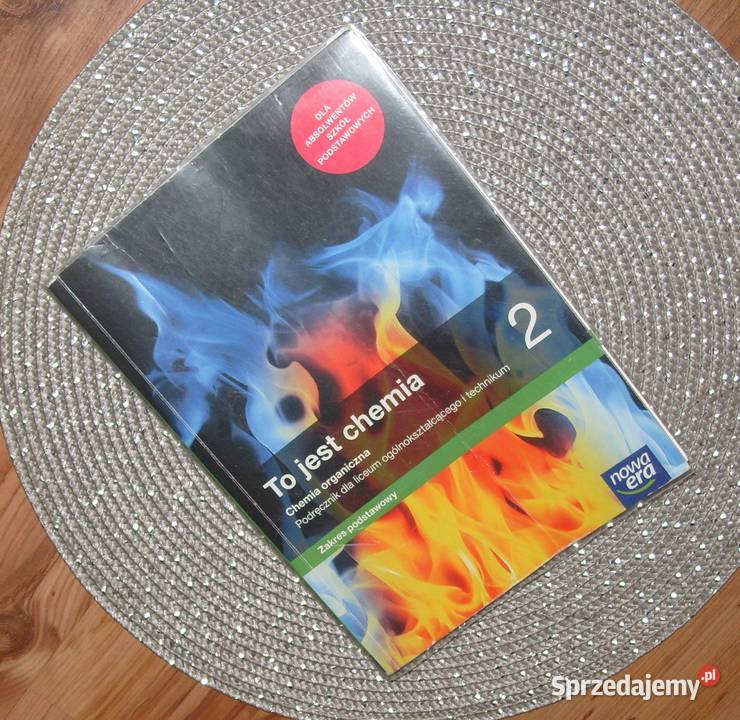 DLA
ABSOLWENTÓW
SZKÓŁ
PODSTAWOWYCH
2
To jest chemia
Chemia organiczna
Podręcznik dla liceum ogólnokształcącego i technikum
Zakres podstawowy
nowa
era
Sprzedajemy.pl